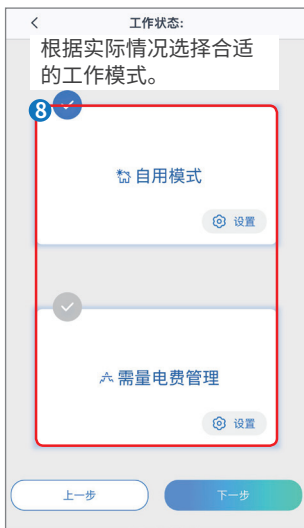 工作状态:
根据实际情况选择合适
的工作模式。
8
自用模式
设置
需量电费管理
设置
上一步
下一步